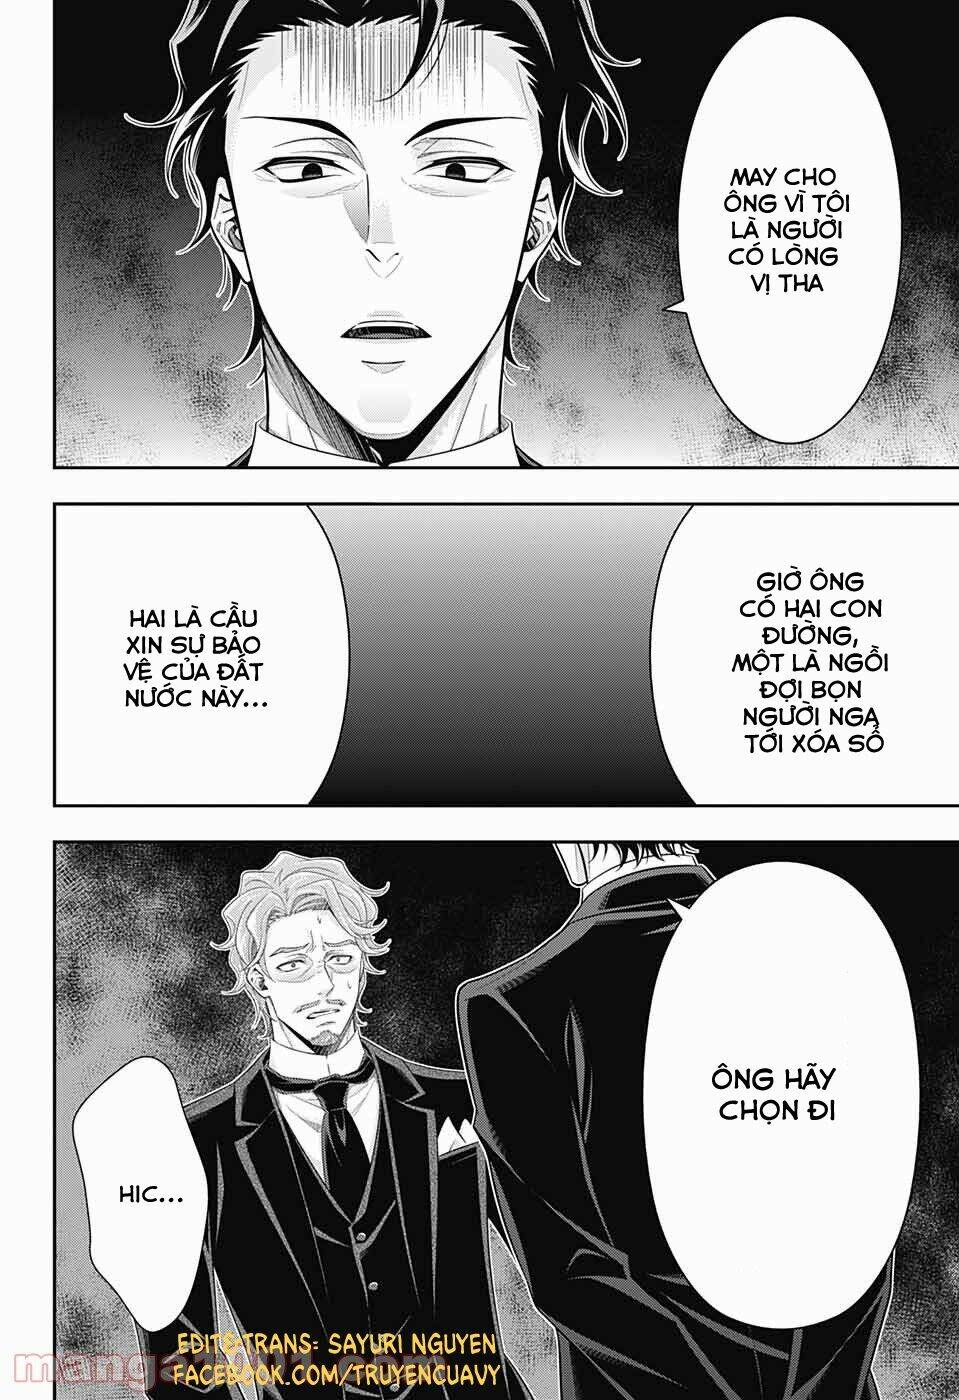 MAY CHO
ÔNG VÌ TÔI
LÀ NGƯỜI
CÓ LÒNG
VỊ THA
GIỜ ÔNG
CÓ HAI CON
ĐƯỜNG,
MỘT LÀ NGỒI
ĐỢI BỌN
NGƯỜI NGA
TỚI XÓA SỔ
HAI LÀ CẦU
XIN SỰ BẢO
VỆ CỦA ĐẤT
NƯỚC NÀY...
ÔNG HÃY
CHỌN ĐI
HIC...
EDIT&TRANS: SAYURI NGUYEN
FACEBOOK.COM/TRUYENCUAVY